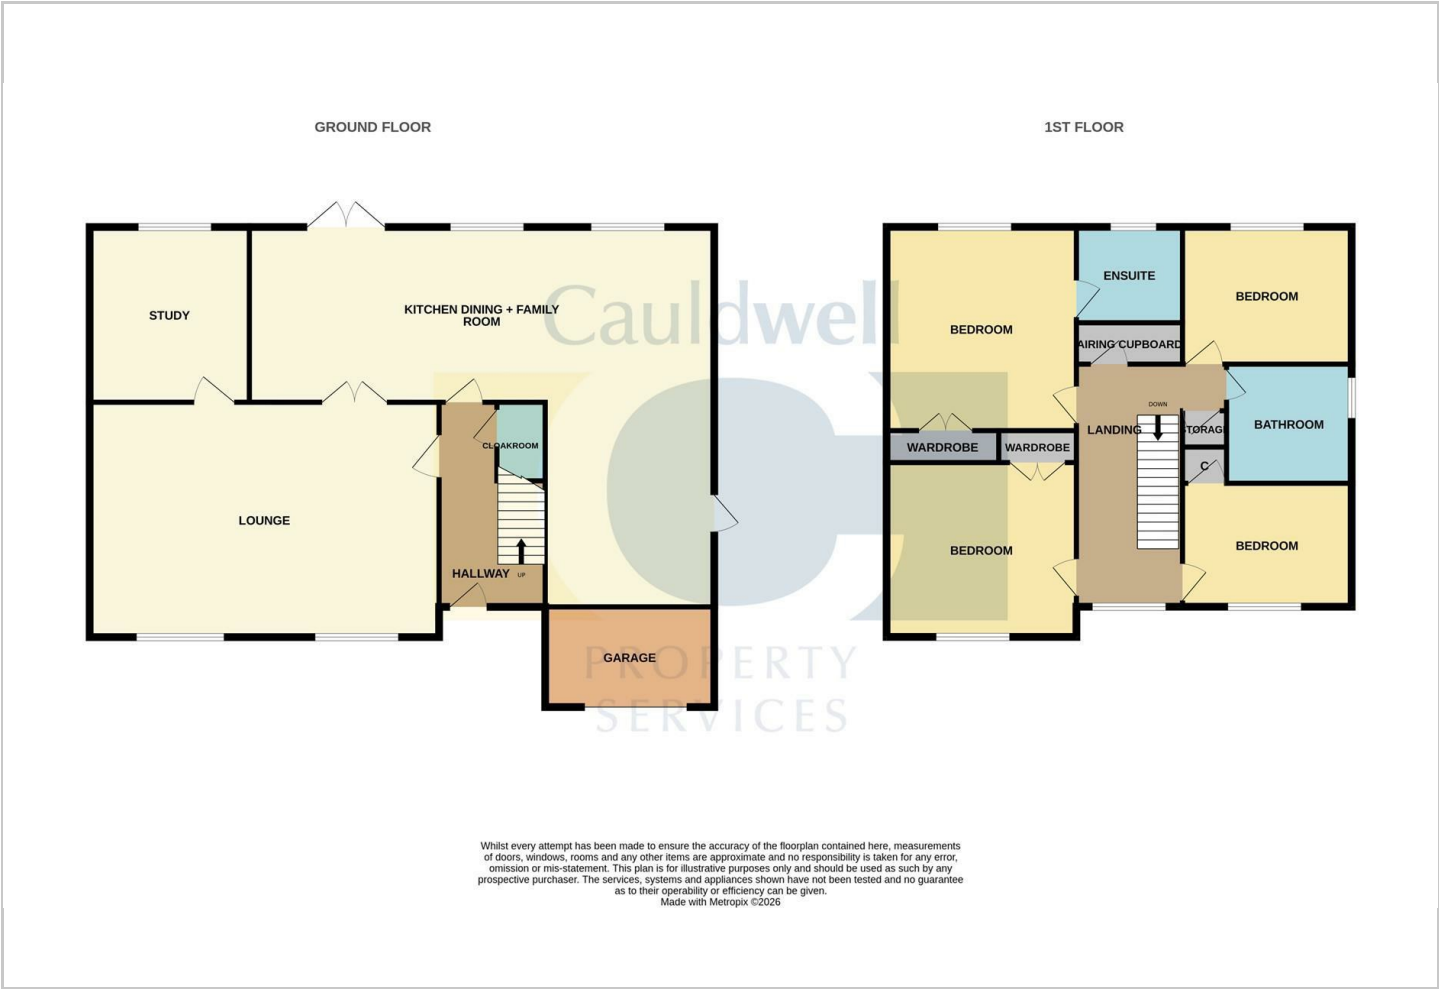 GROUND FLOOR
1ST FLOOR
STUDY
KITCHEN DINING + FAMILY
ROOM
CLOAKROOM
LOUNGE
HALLWAY
UP
GARAGE
ENSUITE
BEDROOM
BEDROOM
AIRING CUPBOARD
DOWN
LANDING
STORAGE
BATHROOM
WARDROBE
WARDROBE
C
BEDROOM
BEDROOM
Cauldwell
PROPERTY
SERVICES
Whilst every attempt has been made to ensure the accuracy of the floorplan contained here, measurements
of doors, windows, rooms and any other items are approximate and no responsibility is taken for any error,
omission or mis-statement. This plan is for illustrative purposes only and should be used as such by any
prospective purchaser. The services, systems and appliances shown have not been tested and no guarantee
as to their operability or efficiency can be given.
Made with Metropix ©2026